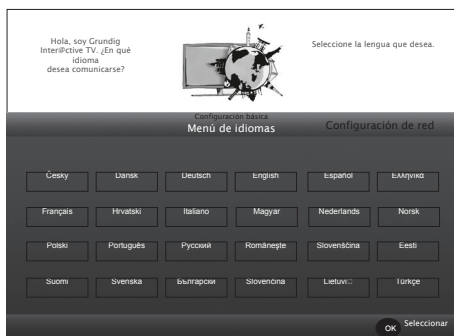 Hola, soy Grundig
Inter@ctive TV. ¿En qué
idioma
desea comunicarse?
Seleccione la lengua que desea.
Configuración básica
Menú de idiomas
Configuración de red
Česky Dansk Deutsch English Español Ελληνικά
Français Hrvatski Italiano Magyar Nederlands Norsk
Polski Português Русский Româneşte Slovenščina Eesti
Suomi Svenska Български Slovenčina Türkçe
OK Seleccionar